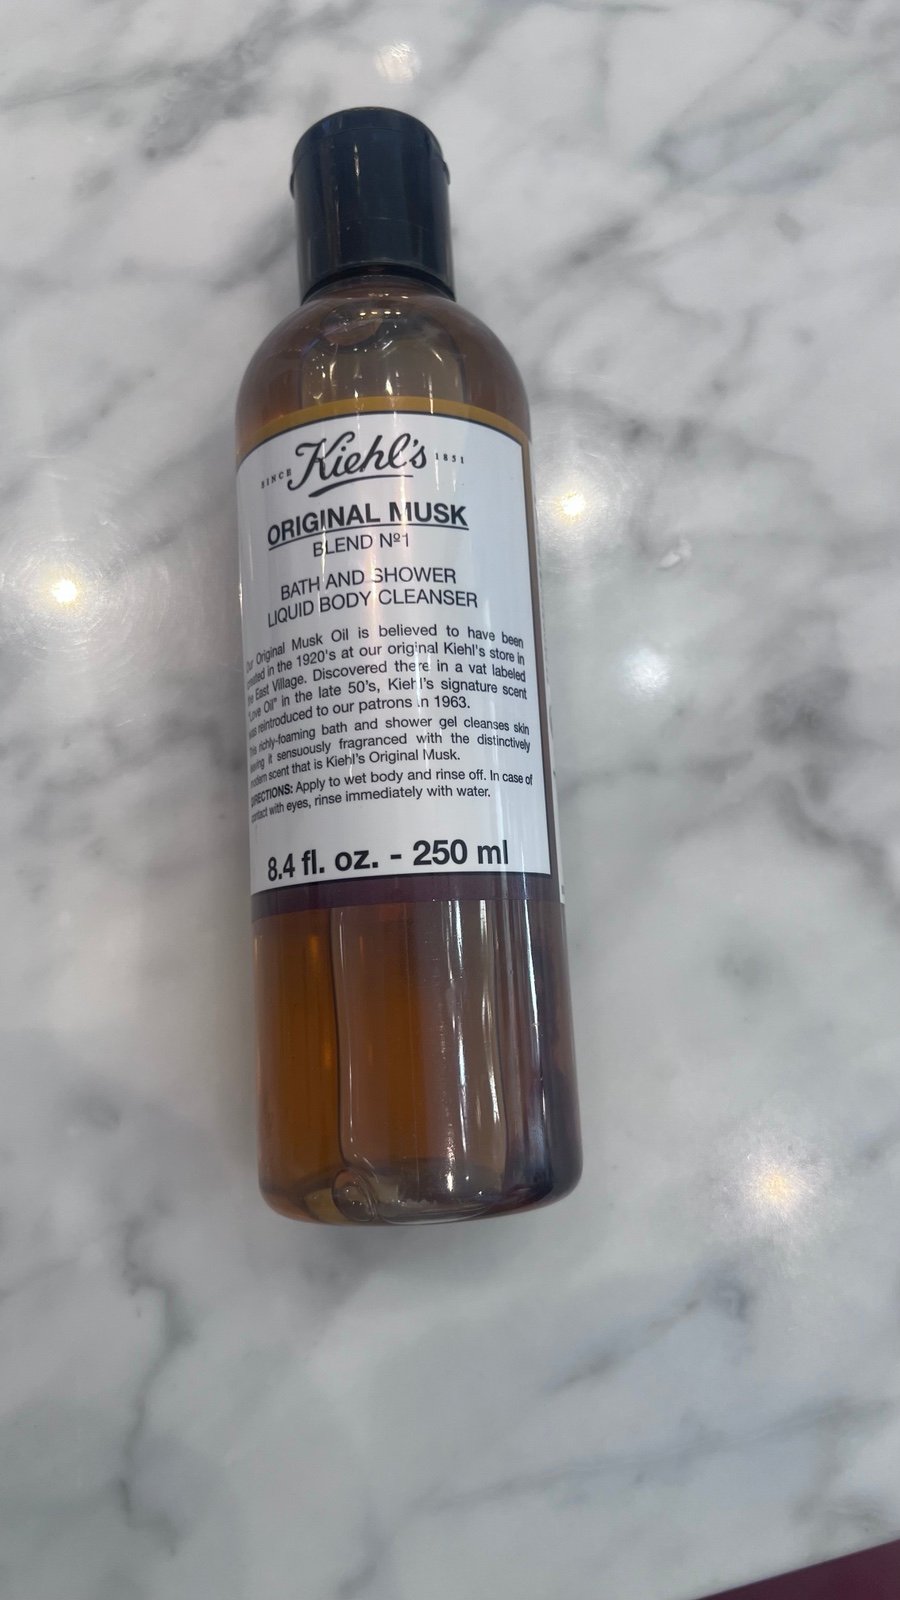 SINCE Kiehl's 1851
ORIGINAL MUSK
BLEND Nº1
BATH AND SHOWER
LIQUID BODY CLEANSER
Our Original Musk Oil is believed to have been
created in the 1920's at our original Kiehl's store in
the East Village. Discovered there in a vat labeled
"Love Oil" in the late 50's, Kiehl's signature scent
was reintroduced to our patrons in 1963.
This richly-foaming bath and shower gel cleanses skin
leaving it sensuously fragranced with the distinctively
modern scent that is Kiehl's Original Musk.
DIRECTIONS: Apply to wet body and rinse off. In case of
contact with eyes, rinse immediately with water.
8.4 fl. oz. - 250 ml